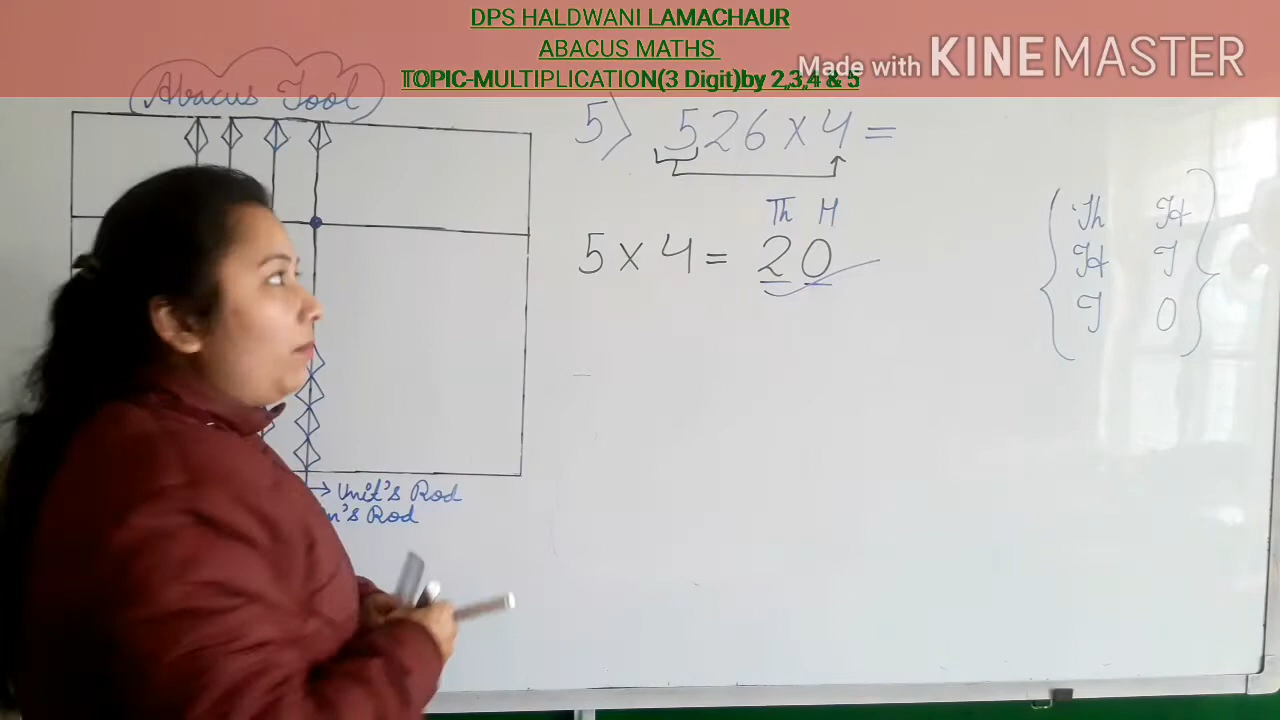 DPS HALDWANI LAMACHAUR
ABACUS MATHS
TOPIC-MULTIPLICATION(3 Digit)by 2,3,4 & 5
Made with KINEMASTER
Abacus Tool
5) 526 × 4 =
Th H
5 × 4 = 20
Th H
H T
T O
→ Unit's Rod
n's Rod